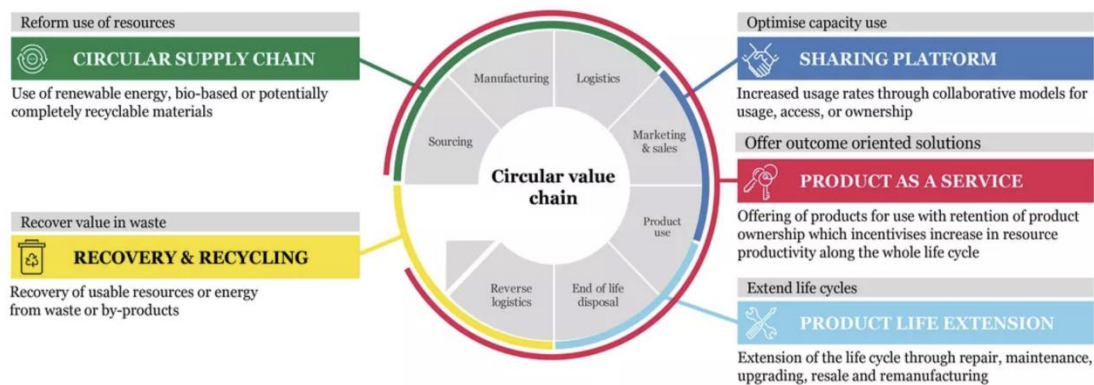 Reform use of resources
CIRCULAR SUPPLY CHAIN
Use of renewable energy, bio-based or potentially
completely recyclable materials
Recover value in waste
RECOVERY & RECYCLING
Recovery of usable resources or energy
from waste or by-products
Circular value
chain
Sourcing
Manufacturing
Logistics
Marketing
& sales
Product
use
End of life
disposal
Reverse
logistics
Optimise capacity use
SHARING PLATFORM
Increased usage rates through collaborative models for
usage, access, or ownership
Offer outcome oriented solutions
PRODUCT AS A SERVICE
Offering of products for use with retention of product
ownership which incentivises increase in resource
productivity along the whole life cycle
Extend life cycles
PRODUCT LIFE EXTENSION
Extension of the life cycle through repair, maintenance,
upgrading, resale and remanufacturing